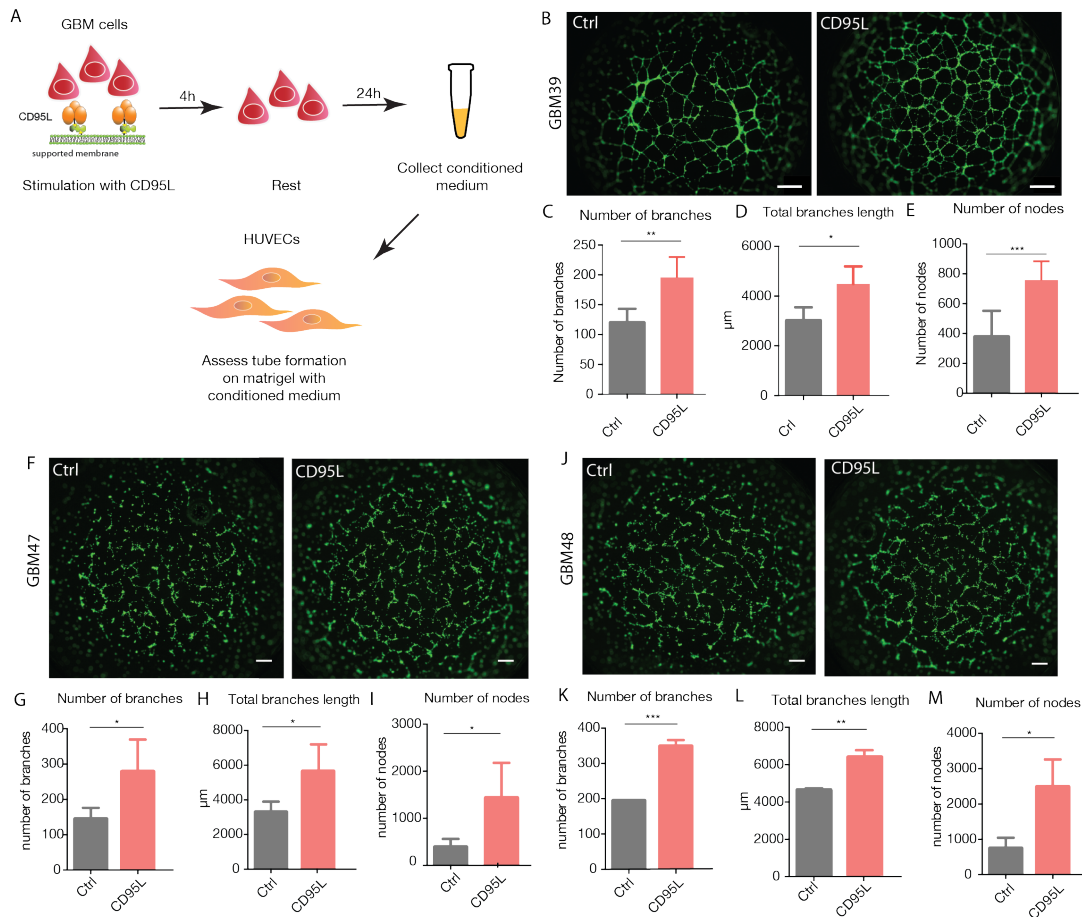 A
GBM cells
CD95L
supported membrane
Stimulation with CD95L
4h
Rest
24h
Collect conditioned
medium
HUVECs
Assess tube formation
on matrigel with
conditioned medium
B
GBM39
Ctrl
CD95L
C
Number of branches
Number of branches
250
200
150
100
50
0
**
Ctrl
CD95L
D
Total branches length
µm
6000
4000
2000
0
*
Crl
CD95L
E
Number of nodes
Number of nodes
1000
800
600
400
200
0
***
Ctrl
CD95L
F
GBM47
Ctrl
CD95L
J
GBM48
Ctrl
CD95L
G
Number of branches
number of branches
400
300
200
100
0
*
Ctrl
CD95L
H
Total branches length
µm
8000
6000
4000
2000
0
*
Ctrl
CD95L
I
Number of nodes
number of nodes
3000
2000
1000
0
*
Ctrl
CD95L
K
Number of branches
number of branches
400
300
200
100
0
***
Ctrl
CD95L
L
Total branches length
µm
8000
6000
4000
2000
0
**
Ctrl
CD95L
M
Number of nodes
number of nodes
4000
3000
2000
1000
0
*
Ctrl
CD95L